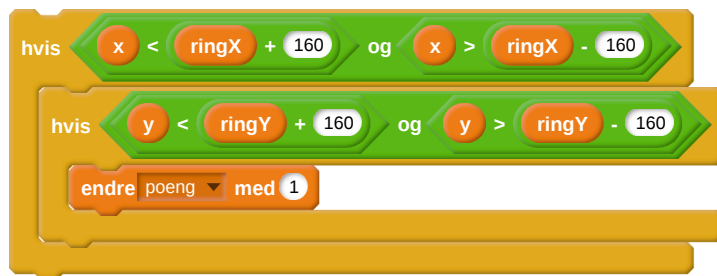 hvis x < ringX + 160 og x > ringX - 160
hvis y < ringY + 160 og y > ringY - 160
endre poeng med 1